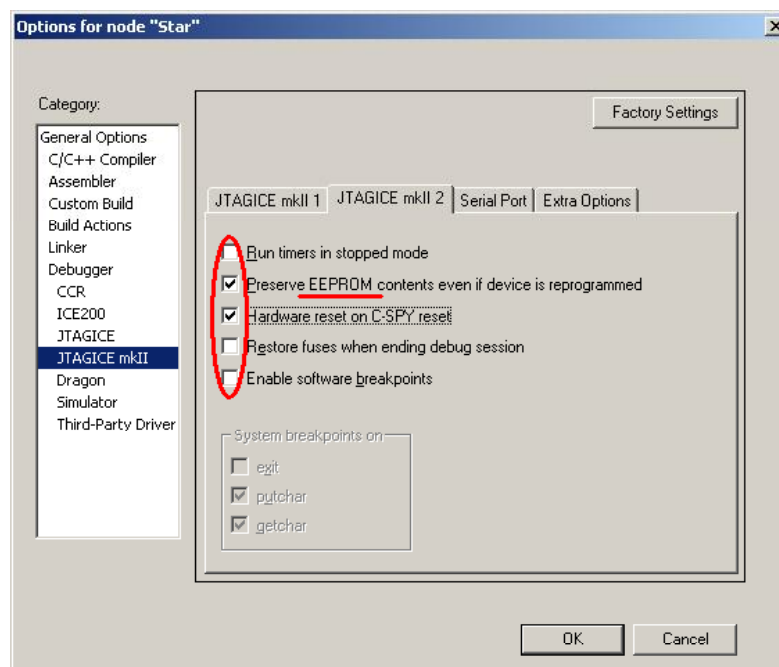 Options for node "Star"
Category:
Factory Settings
General Options
C/C++ Compiler
Assembler
Custom Build
Build Actions
Linker
Debugger
CCR
ICE200
JTAGICE
JTAGICE mkII
Dragon
Simulator
Third-Party Driver
JTAGICE mkII 1 JTAGICE mkII 2 Serial Port Extra Options
Run timers in stopped mode
Preserve EEPROM contents even if device is reprogrammed
Hardware reset on C-SPY reset
Restore fuses when ending debug session
Enable software breakpoints
System breakpoints on
exit
putchar
getchar
OK Cancel